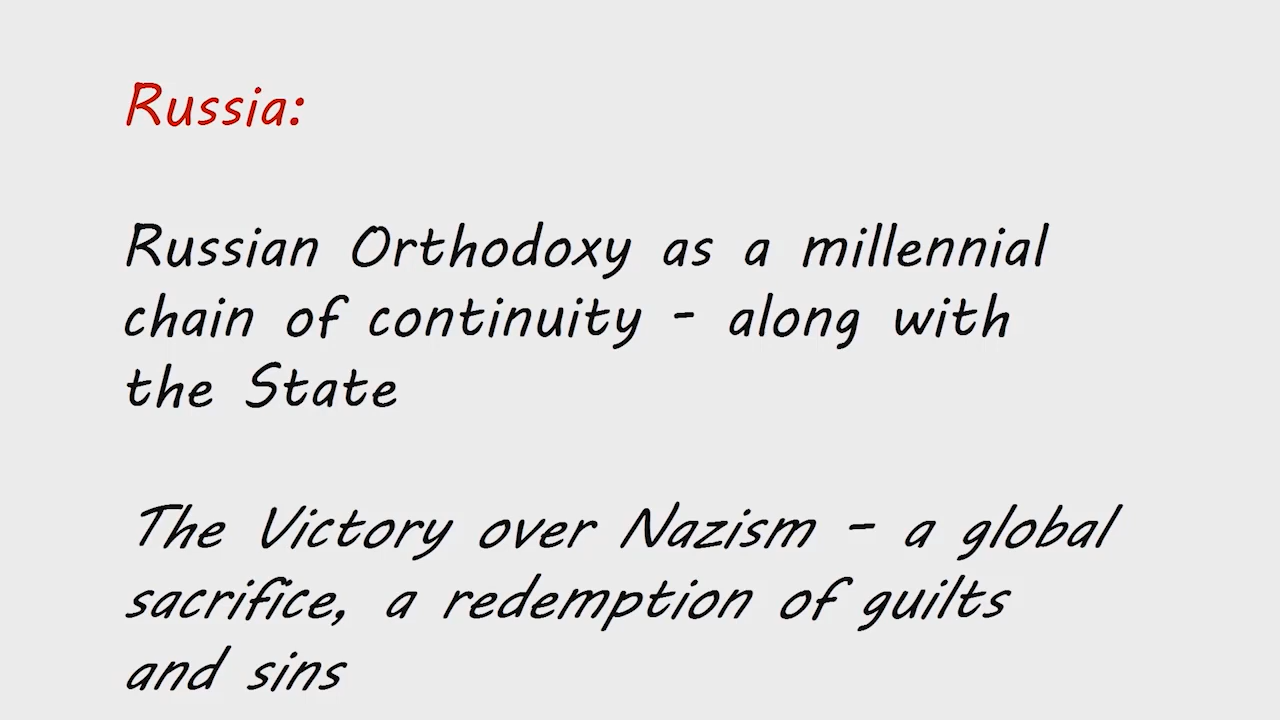 Russia:
Russian Orthodoxy as a millennial
chain of continuity - along with
the State
The Victory over Nazism - a global
sacrifice, a redemption of guilts
and sins